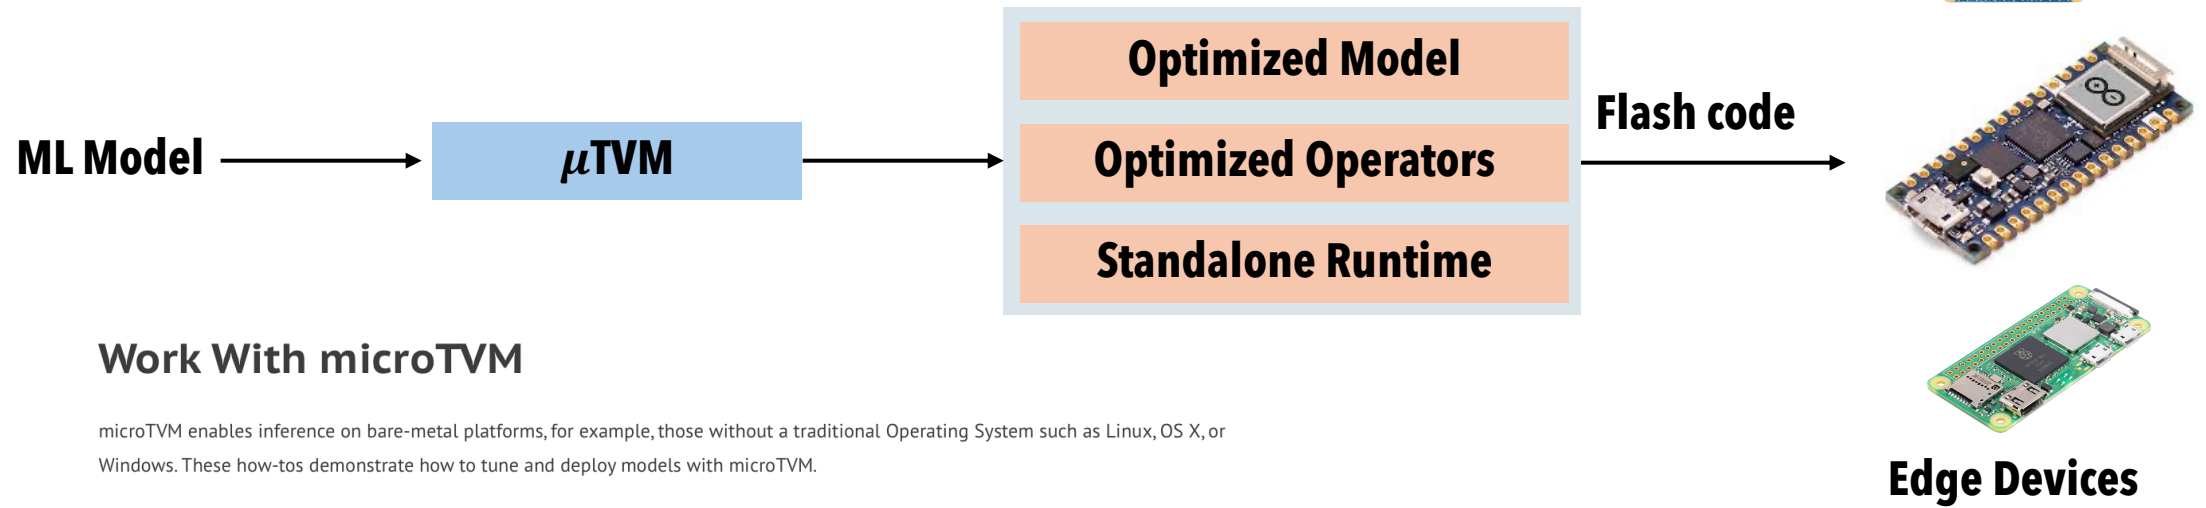 Optimized Model
Flash code
ML Model
μTVM
Optimized Operators
Standalone Runtime
Work With microTVM
microTVM enables inference on bare-metal platforms, for example, those without a traditional Operating System such as Linux, OS X, or
Windows. These how-tos demonstrate how to tune and deploy models with microTVM.
Edge Devices